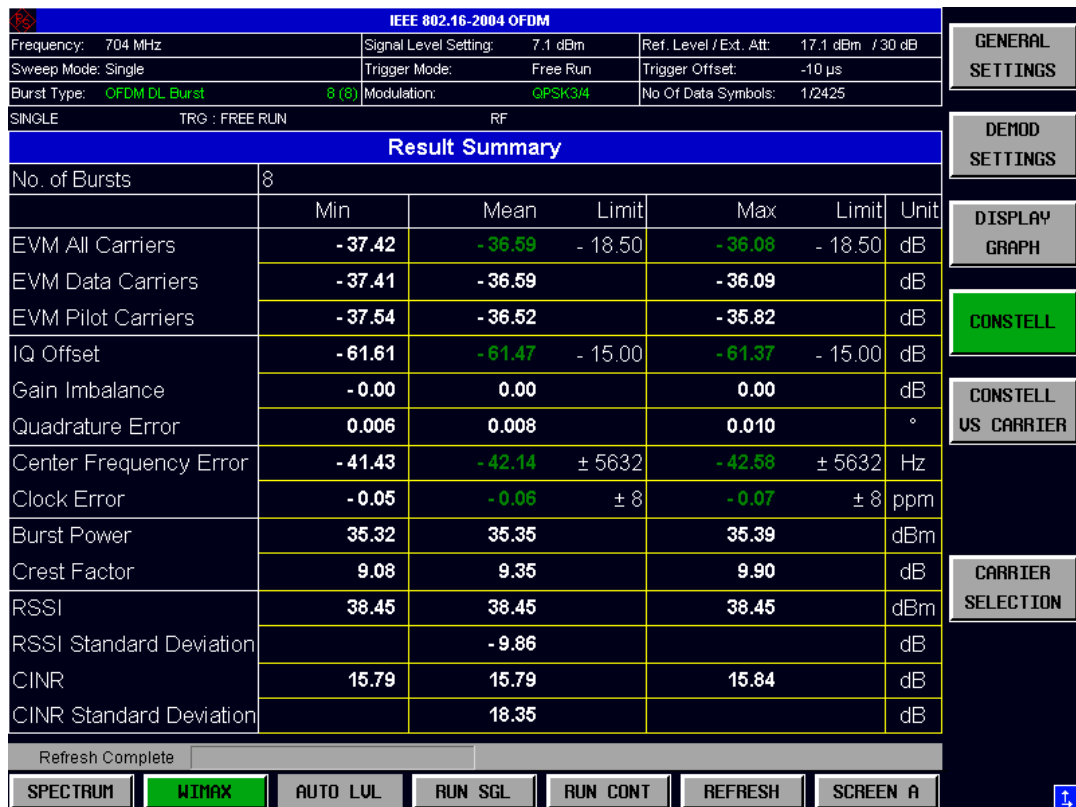 IEEE 802.16-2004 OFDM
Frequency: 704 MHz Signal Level Setting: 7.1 dBm Ref. Level / Ext. Att: 17.1 dBm / 30 dB
Sweep Mode: Single Trigger Mode: Free Run Trigger Offset: -10 µs
Burst Type: OFDM DL Burst 8 (8) Modulation: QPSK3/4 No Of Data Symbols: 1/2425
SINGLE TRG : FREE RUN RF
Result Summary
No. of Bursts 8
Min Mean Limit Max Limit Unit
EVM All Carriers - 37.42 - 36.59 - 18.50 - 36.08 - 18.50 dB
EVM Data Carriers - 37.41 - 36.59 - 36.09 dB
EVM Pilot Carriers - 37.54 - 36.52 - 35.82 dB
IQ Offset - 61.61 - 61.47 - 15.00 - 61.37 - 15.00 dB
Gain Imbalance - 0.00 0.00 0.00 dB
Quadrature Error 0.006 0.008 0.010 °
Center Frequency Error - 41.43 - 42.14 ± 5632 - 42.58 ± 5632 Hz
Clock Error - 0.05 - 0.06 ± 8 - 0.07 ± 8 ppm
Burst Power 35.32 35.35 35.39 dBm
Crest Factor 9.08 9.35 9.90 dB
RSSI 38.45 38.45 38.45 dBm
RSSI Standard Deviation - 9.86 dB
CINR 15.79 15.79 15.84 dB
CINR Standard Deviation 18.35 dB
Refresh Complete
SPECTRUM WIMAX AUTO LVL RUN SGL RUN CONT REFRESH SCREEN A
GENERAL
SETTINGS
DEMOD
SETTINGS
DISPLAY
GRAPH
CONSTELL
CONSTELL
VS CARRIER
CARRIER
SELECTION